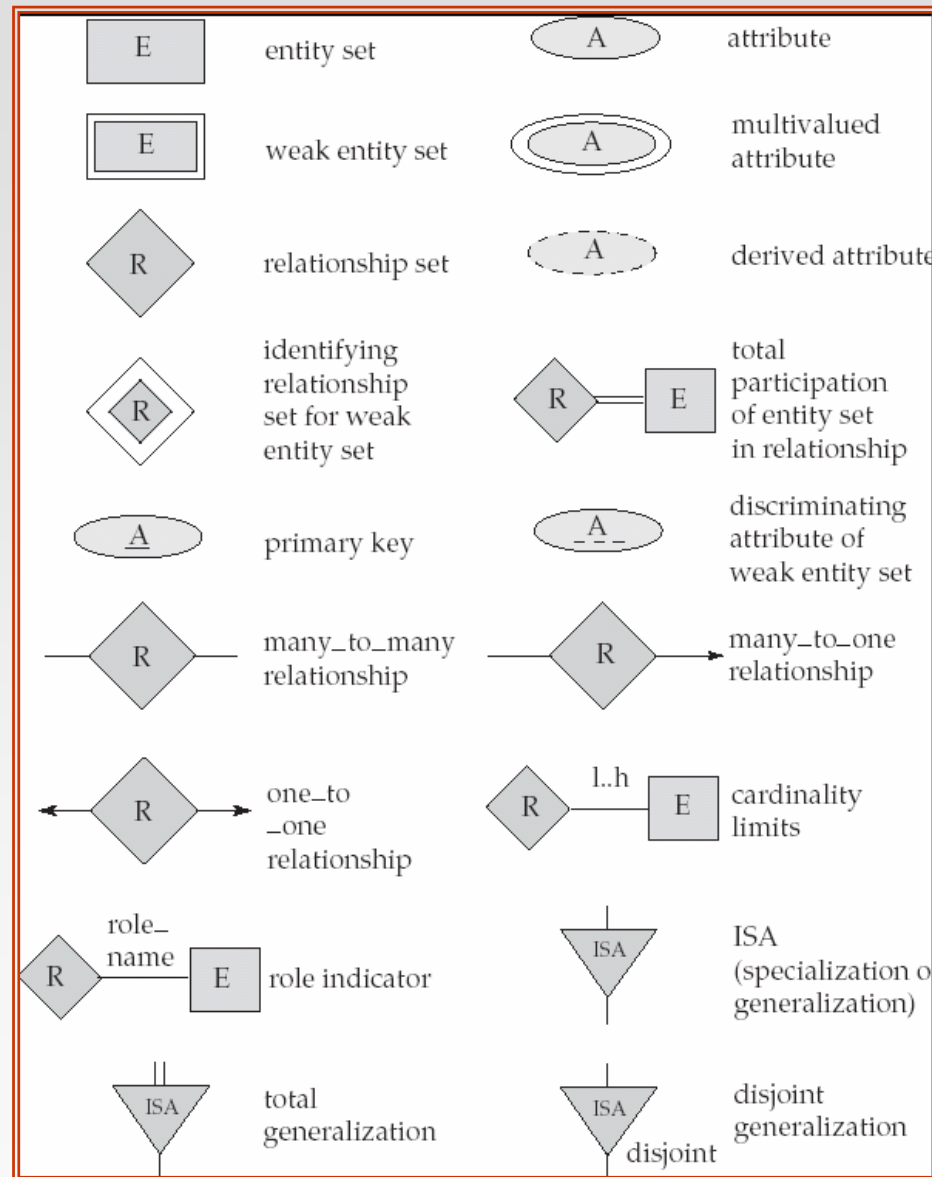 E
entity set
A
attribute
E
weak entity set
A
multivalued
attribute
R
relationship set
A
derived attribute
R
identifying
relationship
set for weak
entity set
R
E
total
participation
of entity set
in relationship
A
primary key
A
discriminating
attribute of
weak entity set
R
many_to_many
relationship
R
many_to_one
relationship
R
one_to
_one
relationship
R
l..h
E
cardinality
limits
R
role_
name
E
role indicator
ISA
ISA
(specialization o
generalization)
ISA
total
generalization
ISA
disjoint
disjoint
generalization